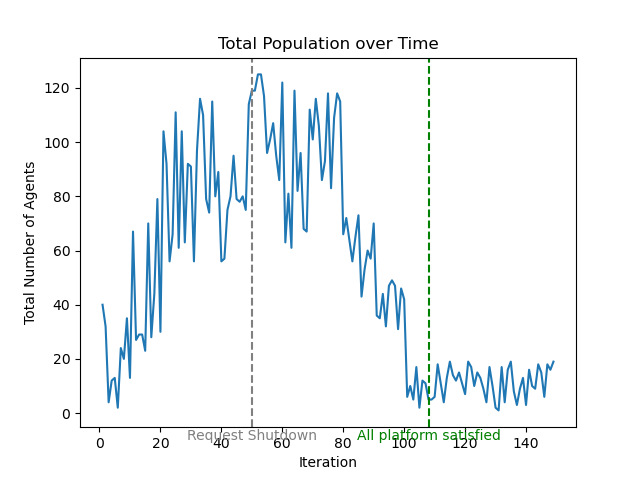 Total Population over Time
Total Number of Agents
120
100
80
60
40
20
0
0 20 40 60 80 100 120 140
Request Shutdown
All platform satisfied
Iteration